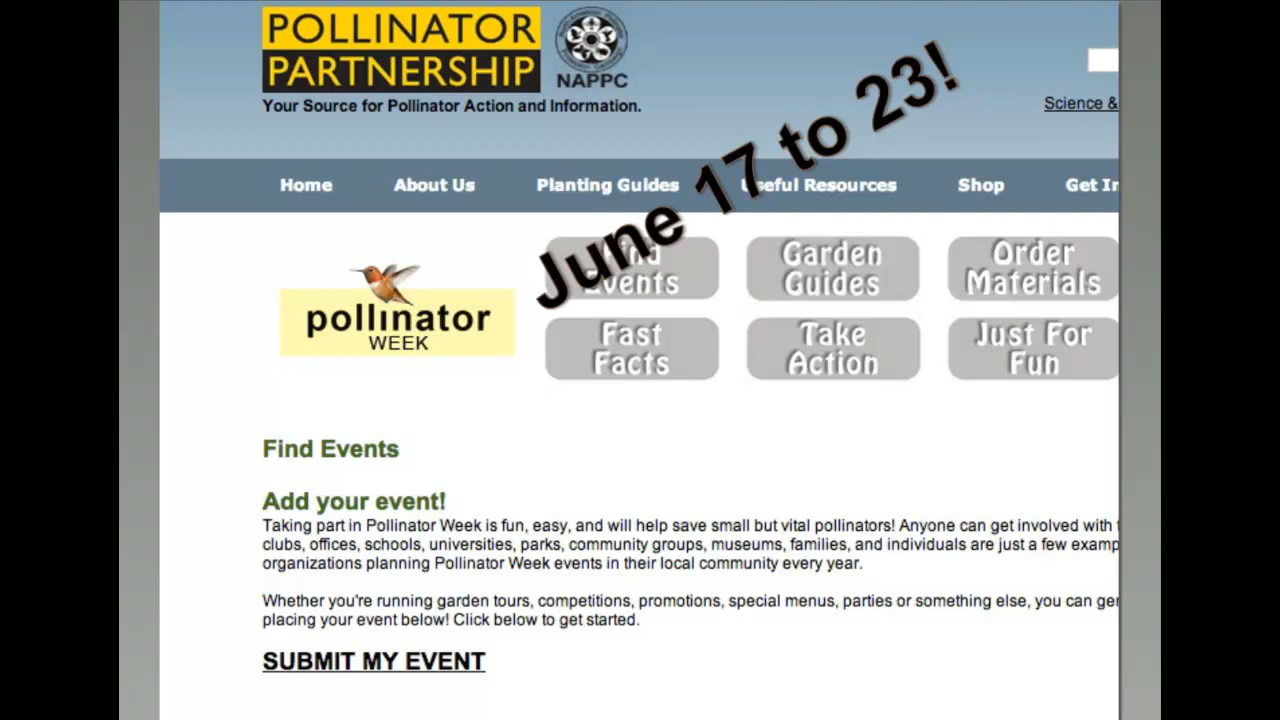 POLLINATOR
PARTNERSHIP
NAPPC
Your Source for Pollinator Action and Information.
Science &
June 17 to 23!
Home About Us Planting Guides Useful Resources Shop Get In
Find Events
Garden Guides
Order Materials
pollinator
WEEK
Fast Facts
Take Action
Just For Fun
Find Events
Add your event!
Taking part in Pollinator Week is fun, easy, and will help save small but vital pollinators! Anyone can get involved with
clubs, offices, schools, universities, parks, community groups, museums, families, and individuals are just a few examp
organizations planning Pollinator Week events in their local community every year.
Whether you're running garden tours, competitions, promotions, special menus, parties or something else, you can ge
placing your event below! Click below to get started.
SUBMIT MY EVENT